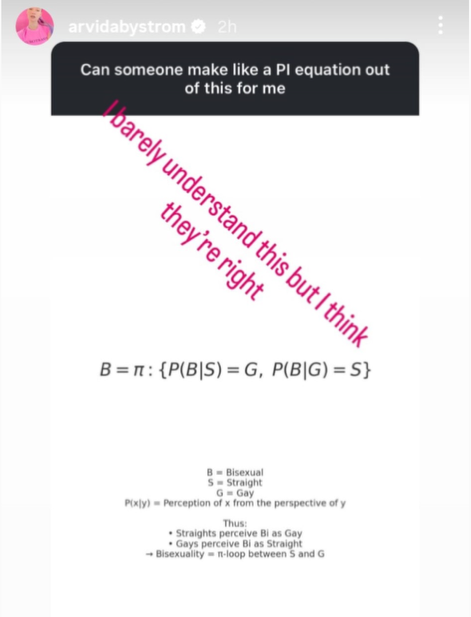 arvidabystrom 2h
Can someone make like a PI equation out
of this for me
I barely understand this but I think
they're right
B = π : {P(B|S) = G, P(B|G) = S}
B = Bisexual
S = Straight
G = Gay
P(x|y) = Perception of x from the perspective of y
Thus:
• Straights perceive Bi as Gay
• Gays perceive Bi as Straight
→ Bisexuality = π-loop between S and G